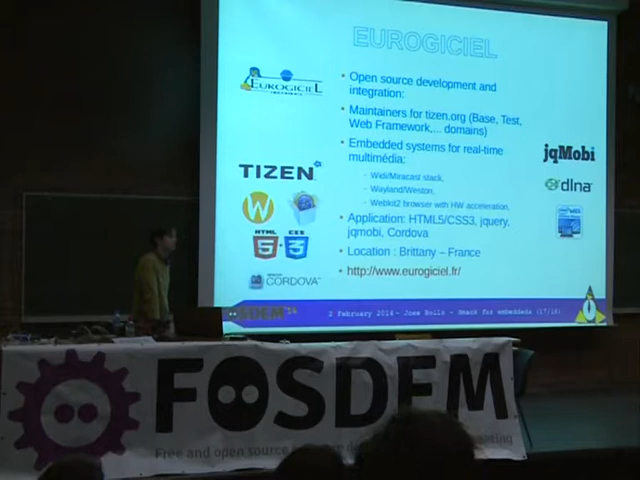 EUROGICIEL
EUROGICIEL
Open source development and
integration:
Maintainers for tizen.org (Base, Test,
Web Framework,... domains)
Embedded systems for real-time
multimédia:
- Widi/Miracast stack,
- Wayland/Weston,
- Webkit2 browser with HW acceleration,
Application: HTML5/CSS3, jquery,
jqmobi, Cordova
Location : Brittany – France
http://www.eurogiciel.fr/
TIZEN
W
HTML CSS
5 3
CORDOVA
jqMobi
dlna
2 February 2014 - Jose Bollo - Smack for embeddeds (17/18)
FOSDEM
Free and open source